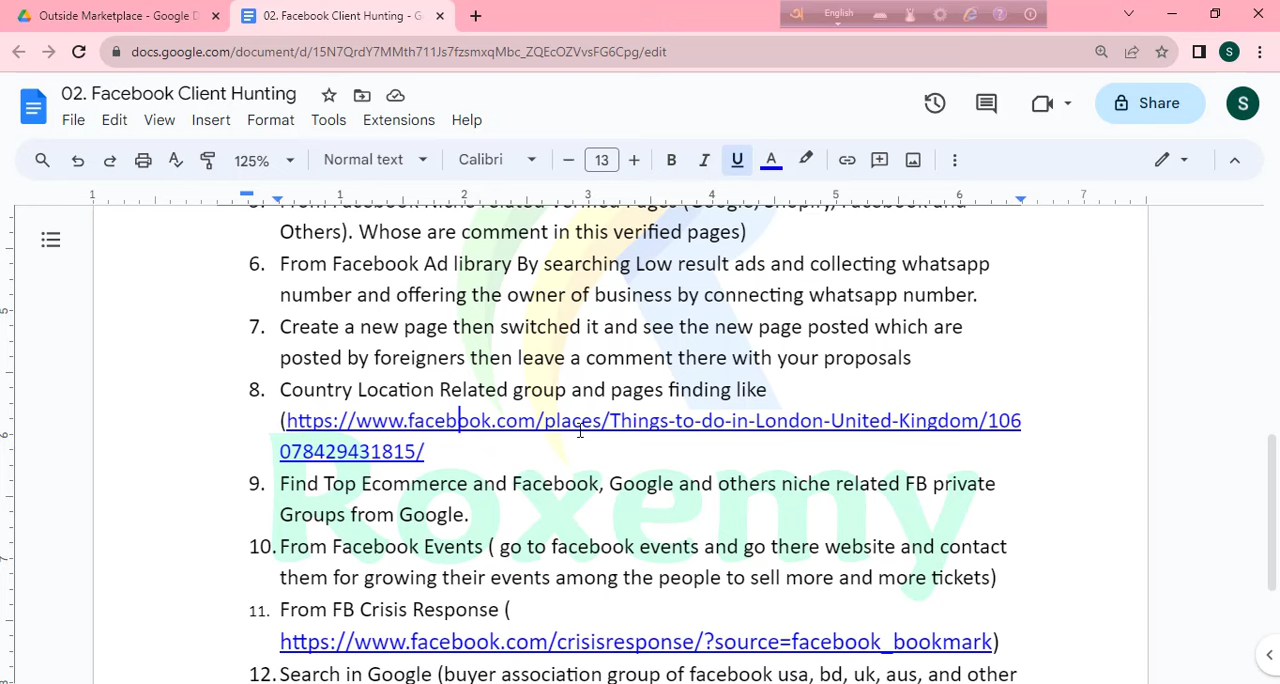 Outside Marketplace - Google D
02. Facebook Client Hunting - G
English
docs.google.com/document/d/15N7QrdY7MMth711Js7fzsmxqMbc_ZQEcOZVvsFG6Cpg/edit
S
02. Facebook Client Hunting
Share
S
File Edit View Insert Format Tools Extensions Help
125% Normal text Calibri 13 B I U A
1 1 2 3 4 5 6 7
Others). Whose are comment in this verified pages)
6. From Facebook Ad library By searching Low result ads and collecting whatsapp
number and offering the owner of business by connecting whatsapp number.
7. Create a new page then switched it and see the new page posted which are
posted by foreigners then leave a comment there with your proposals
8. Country Location Related group and pages finding like
(https://www.facebook.com/places/Things-to-do-in-London-United-Kingdom/106
078429431815/
9. Find Top Ecommerce and Facebook, Google and others niche related FB private
Groups from Google.
10. From Facebook Events ( go to facebook events and go there website and contact
them for growing their events among the people to sell more and more tickets)
11. From FB Crisis Response (
https://www.facebook.com/crisisresponse/?source=facebook_bookmark)
12. Search in Google (buyer association group of facebook usa, bd, uk, aus, and other
Roxemy